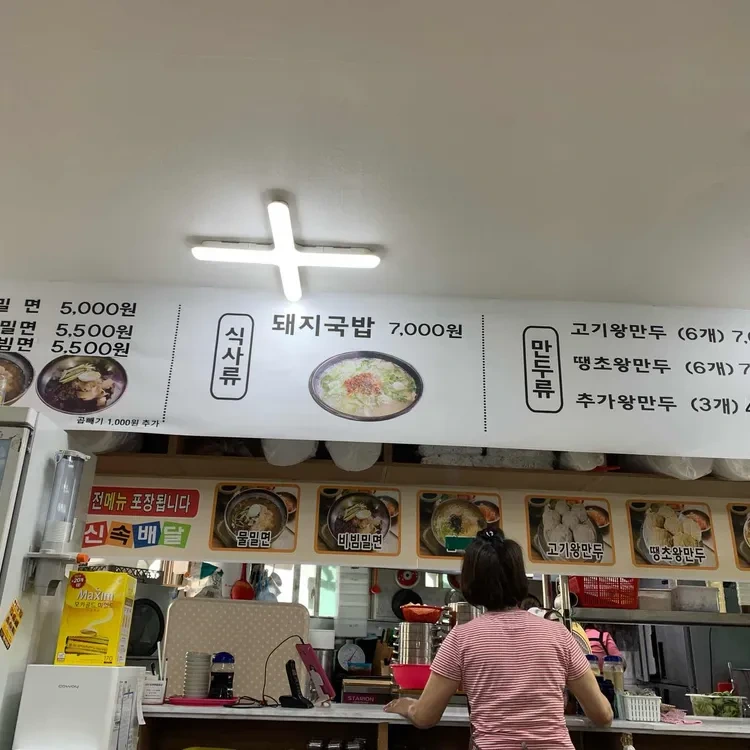 밀 면 5,000원
밀면 5,500원
빔면 5,500원
곱빼기 1,000원 추가
식사류
돼지국밥 7,000원
만두류
고기왕만두 (6개) 7,0
땡초왕만두 (6개) 7
추가왕만두 (3개)
전메뉴 포장됩니다
신속배달
물밀면
비빔밀면
고기왕만두
땡초왕만두
Maxim
STARION